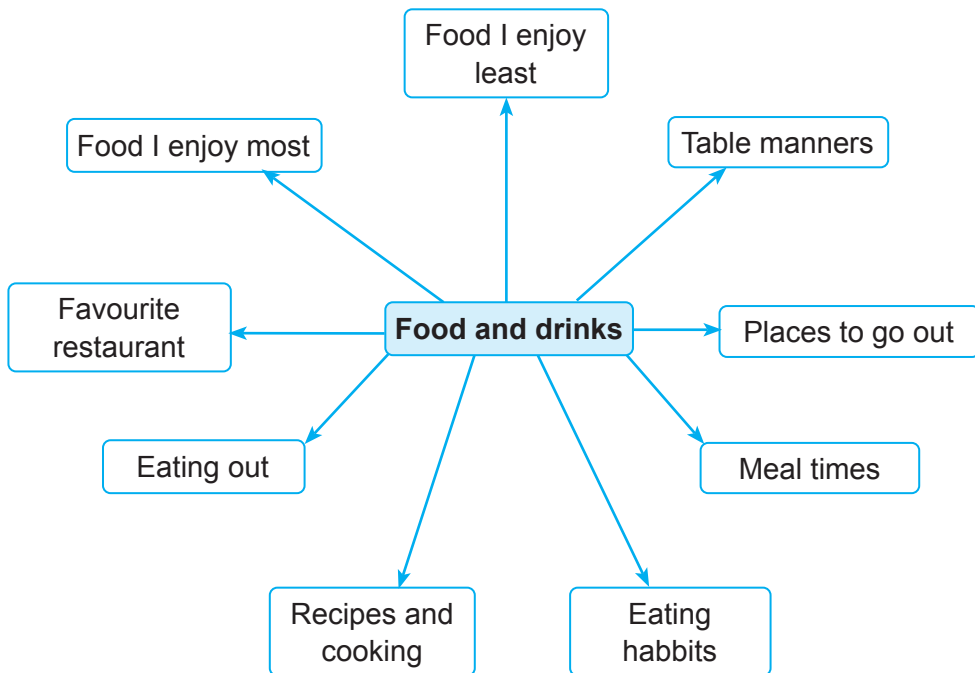 Food I enjoy
least
Food I enjoy most
Table manners
Favourite
restaurant
Food and drinks
Places to go out
Eating out
Meal times
Recipes and
cooking
Eating
habbits